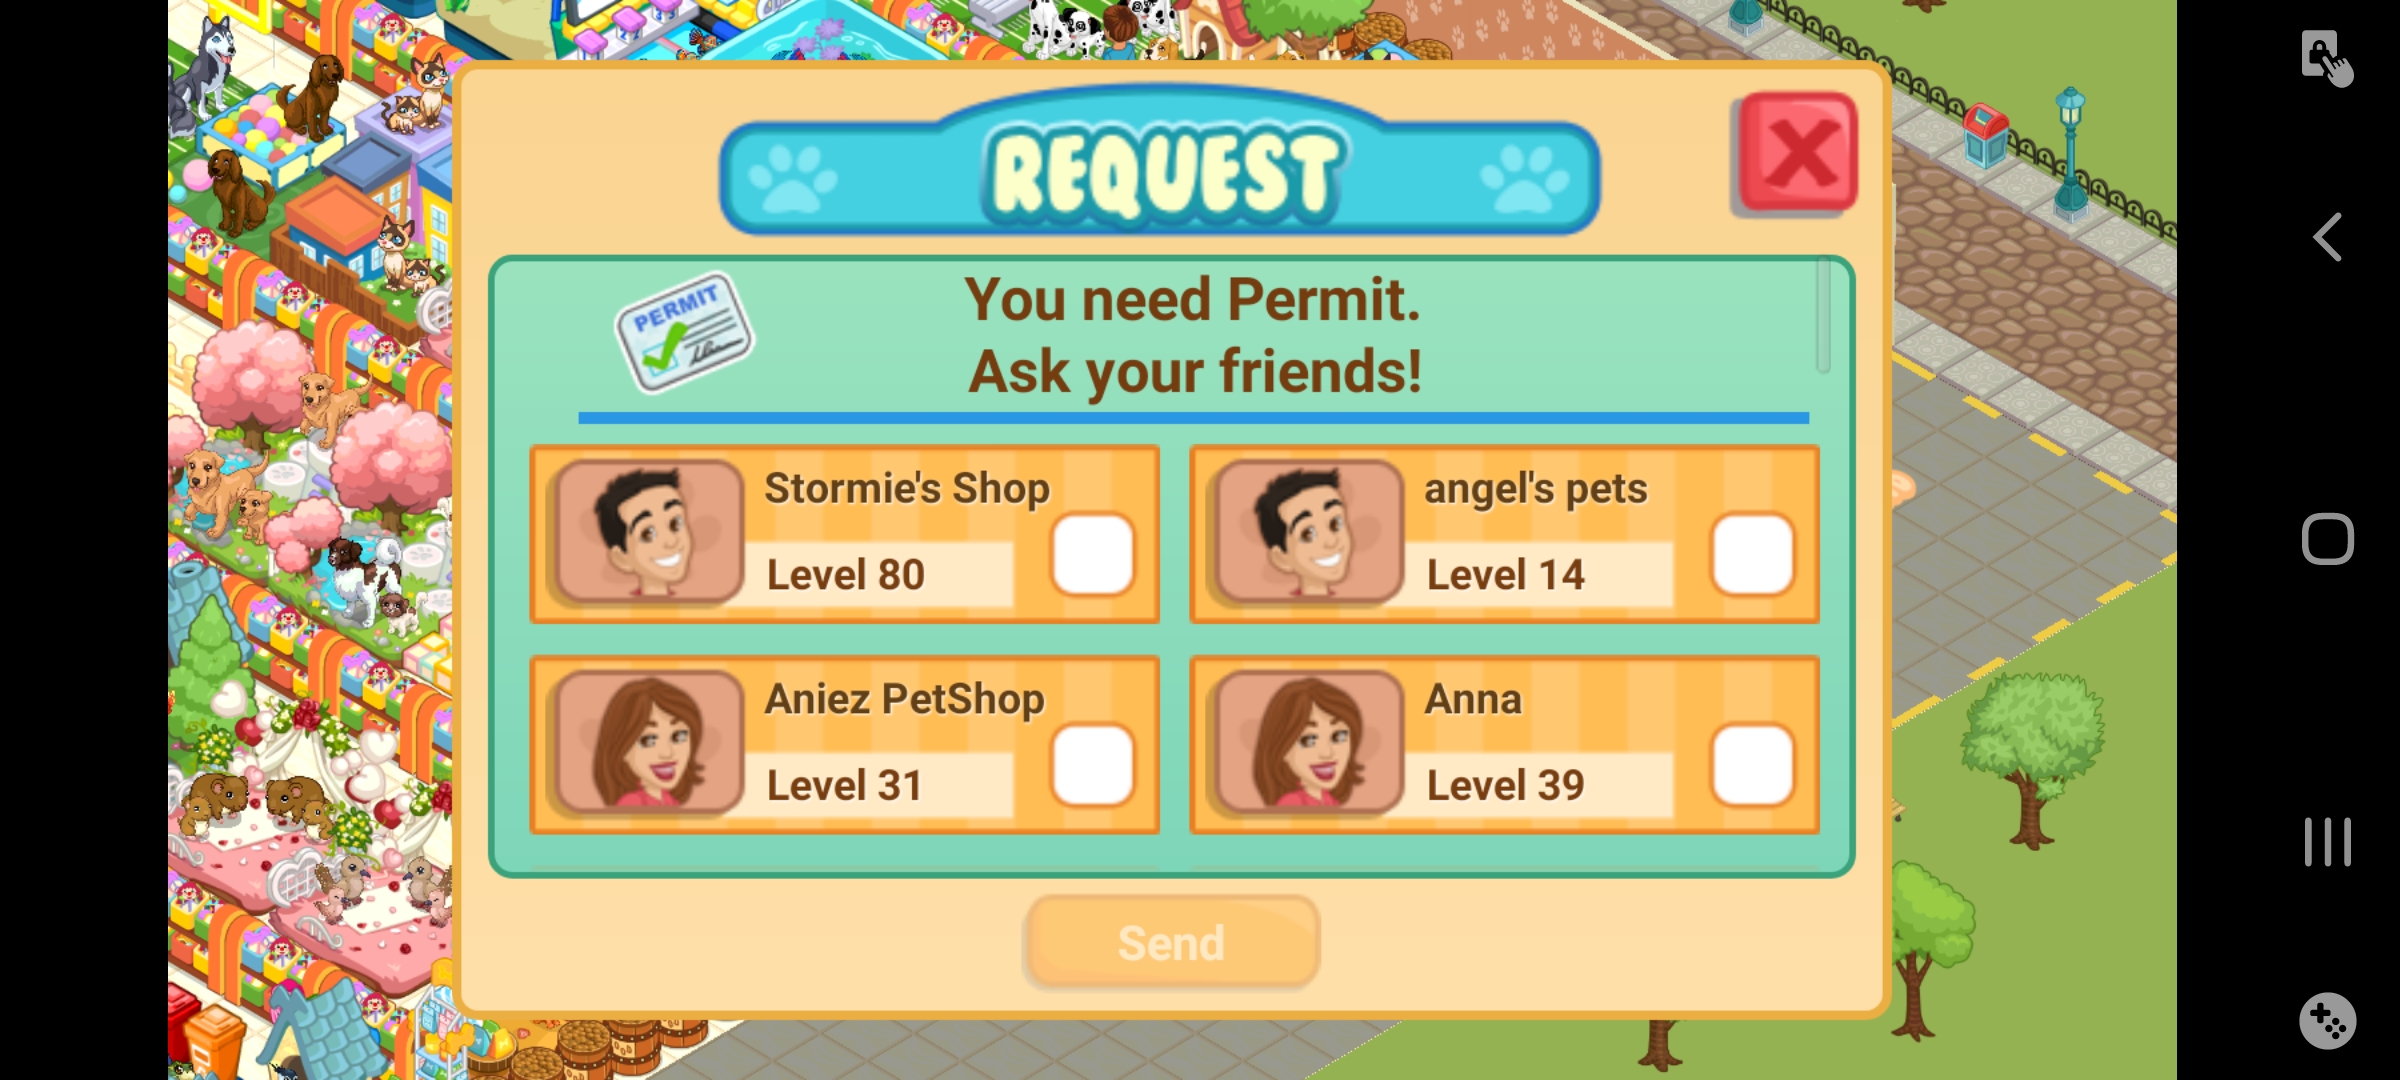 REQUEST
PERMIT
You need Permit.
Ask your friends!
Stormie's Shop
Level 80
angel's pets
Level 14
Aniez PetShop
Level 31
Anna
Level 39
Send